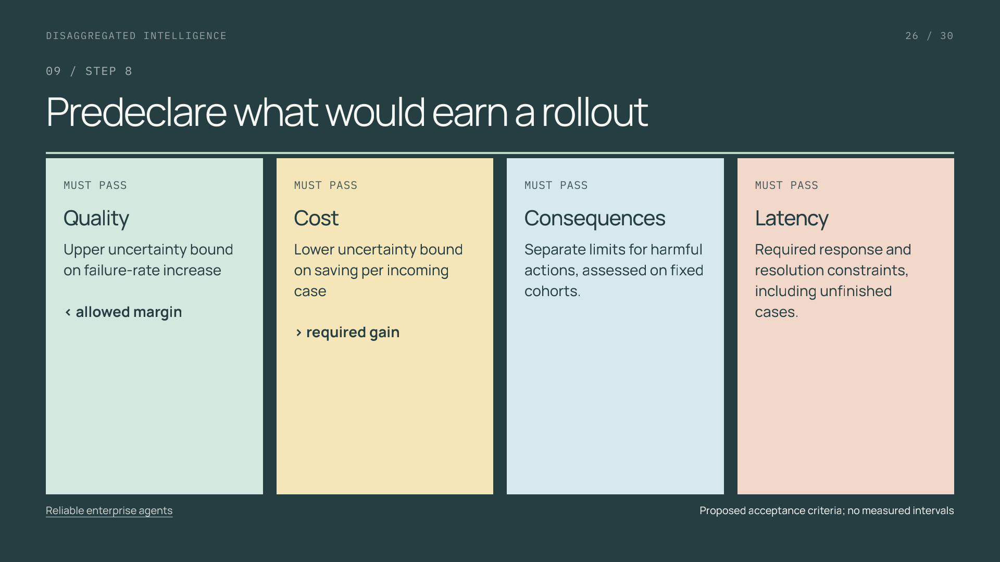 DISAGGREGATED INTELLIGENCE
26 / 30
09 / STEP 8
Predeclare what would earn a rollout
MUST PASS
Quality
Upper uncertainty bound
on failure-rate increase
< allowed margin
MUST PASS
Cost
Lower uncertainty bound
on saving per incoming
case
> required gain
MUST PASS
Consequences
Separate limits for harmful
actions, assessed on fixed
cohorts.
MUST PASS
Latency
Required response and
resolution constraints,
including unfinished
cases.
Reliable enterprise agents
Proposed acceptance criteria; no measured intervals